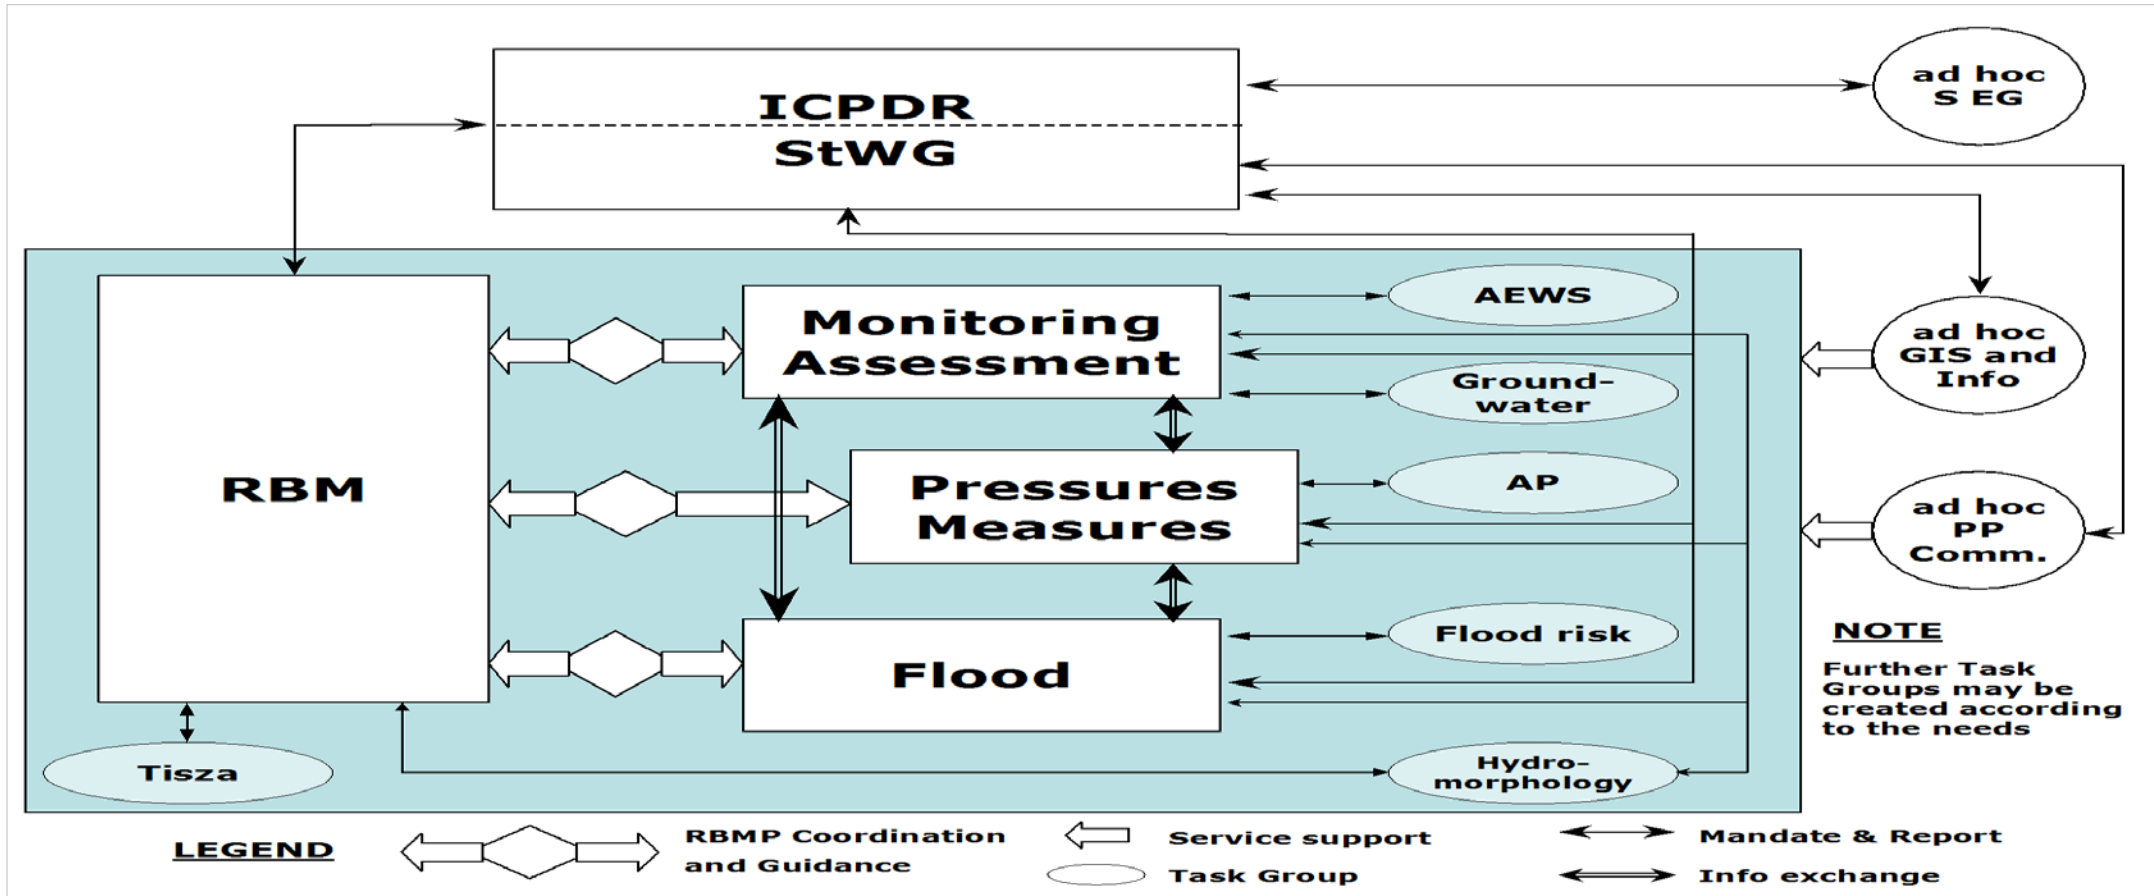 ICPDR
StWG
ad hoc
S EG
RBM
Monitoring
Assessment
AEWS
Ground-
water
ad hoc
GIS and
Info
Pressures
Measures
AP
ad hoc
PP
Comm.
Flood
Flood risk
Tisza
Hydro-
morphology
NOTE
Further Task
Groups may be
created according
to the needs
LEGEND
RBMP Coordination
and Guidance
Service support
Task Group
Mandate & Report
Info exchange